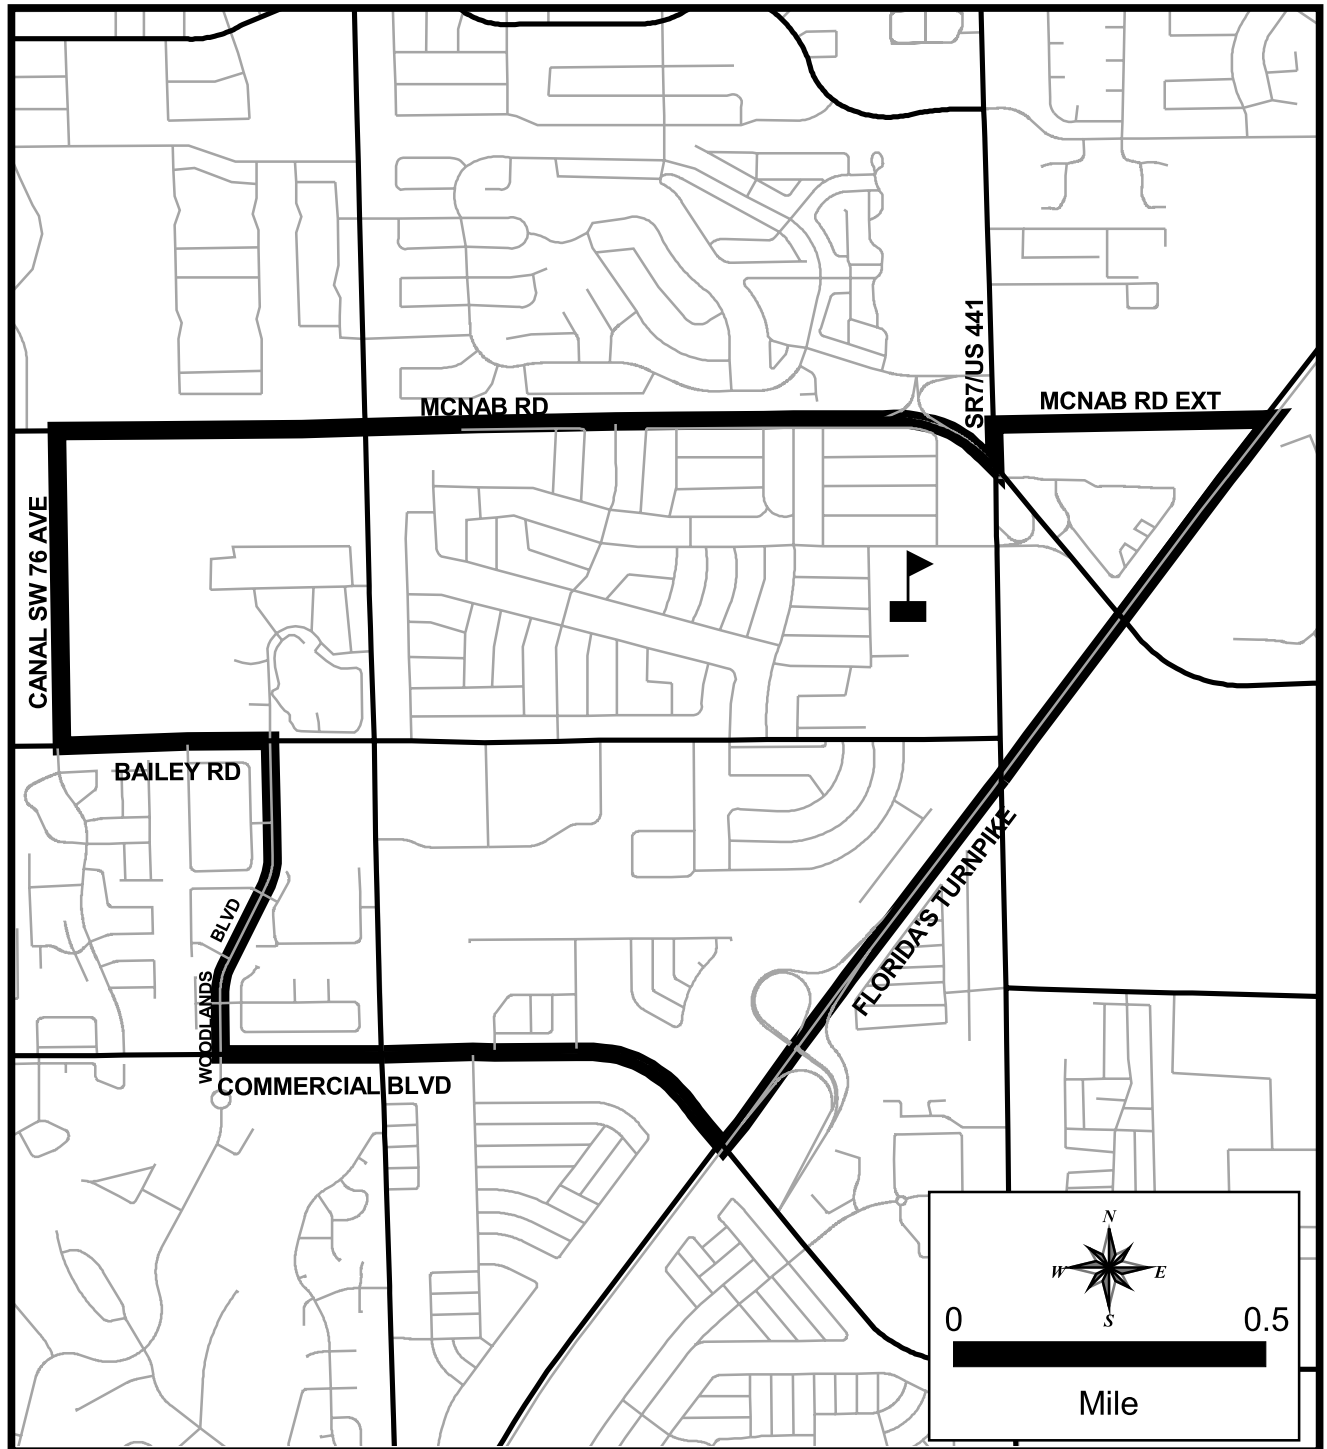 SR7/US 441
MCNAB RD
MCNAB RD EXT
CANAL SW 76 AVE
BAILEY RD
FLORIDA'S TURNPIKE
WOODLANDS BLVD
COMMERCIAL BLVD
N
W E
S
0 0.5
Mile